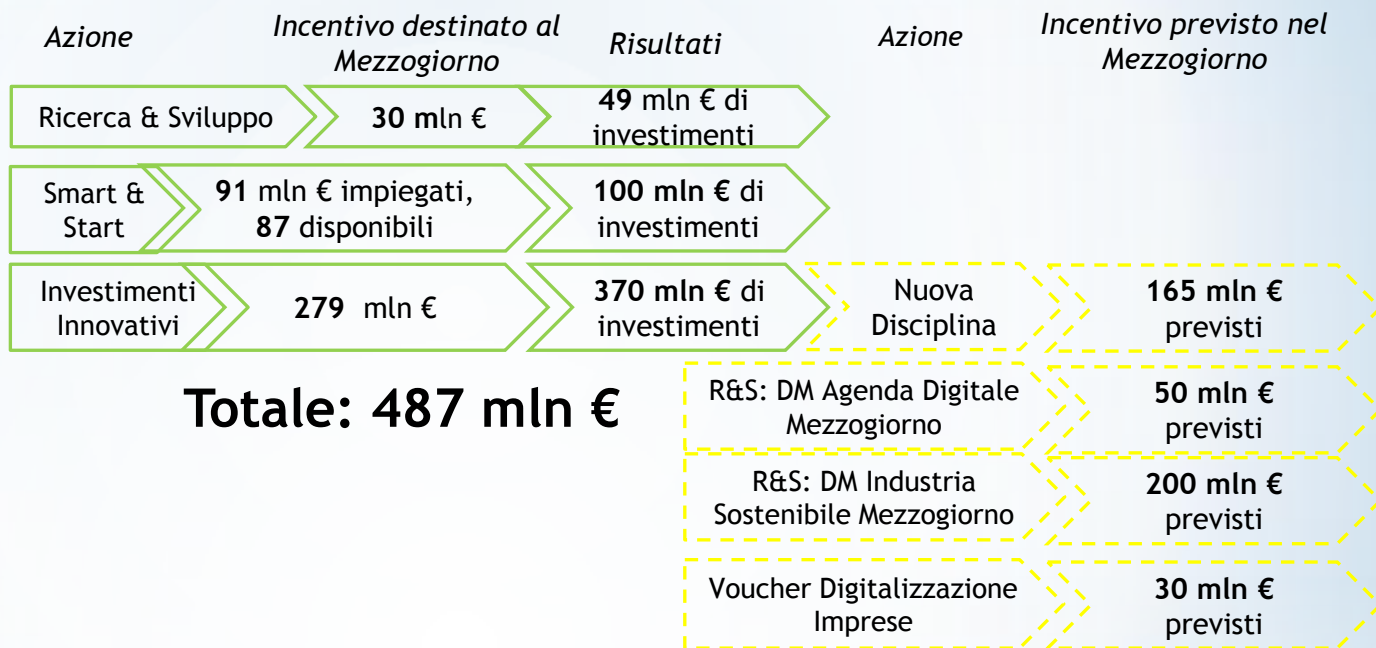 Azione
Incentivo destinato al
Mezzogiorno
Risultati
Azione
Incentivo previsto nel
Mezzogiorno
Ricerca & Sviluppo
30 mln €
49 mln € di
investimenti
Smart &
Start
91 mln € impiegati,
87 disponibili
100 mln € di
investimenti
Investimenti
Innovativi
279 mln €
370 mln € di
investimenti
Nuova
Disciplina
165 mln €
previsti
Totale: 487 mln €
R&S: DM Agenda Digitale
Mezzogiorno
50 mln €
previsti
R&S: DM Industria
Sostenibile Mezzogiorno
200 mln €
previsti
Voucher Digitalizzazione
Imprese
30 mln €
previsti